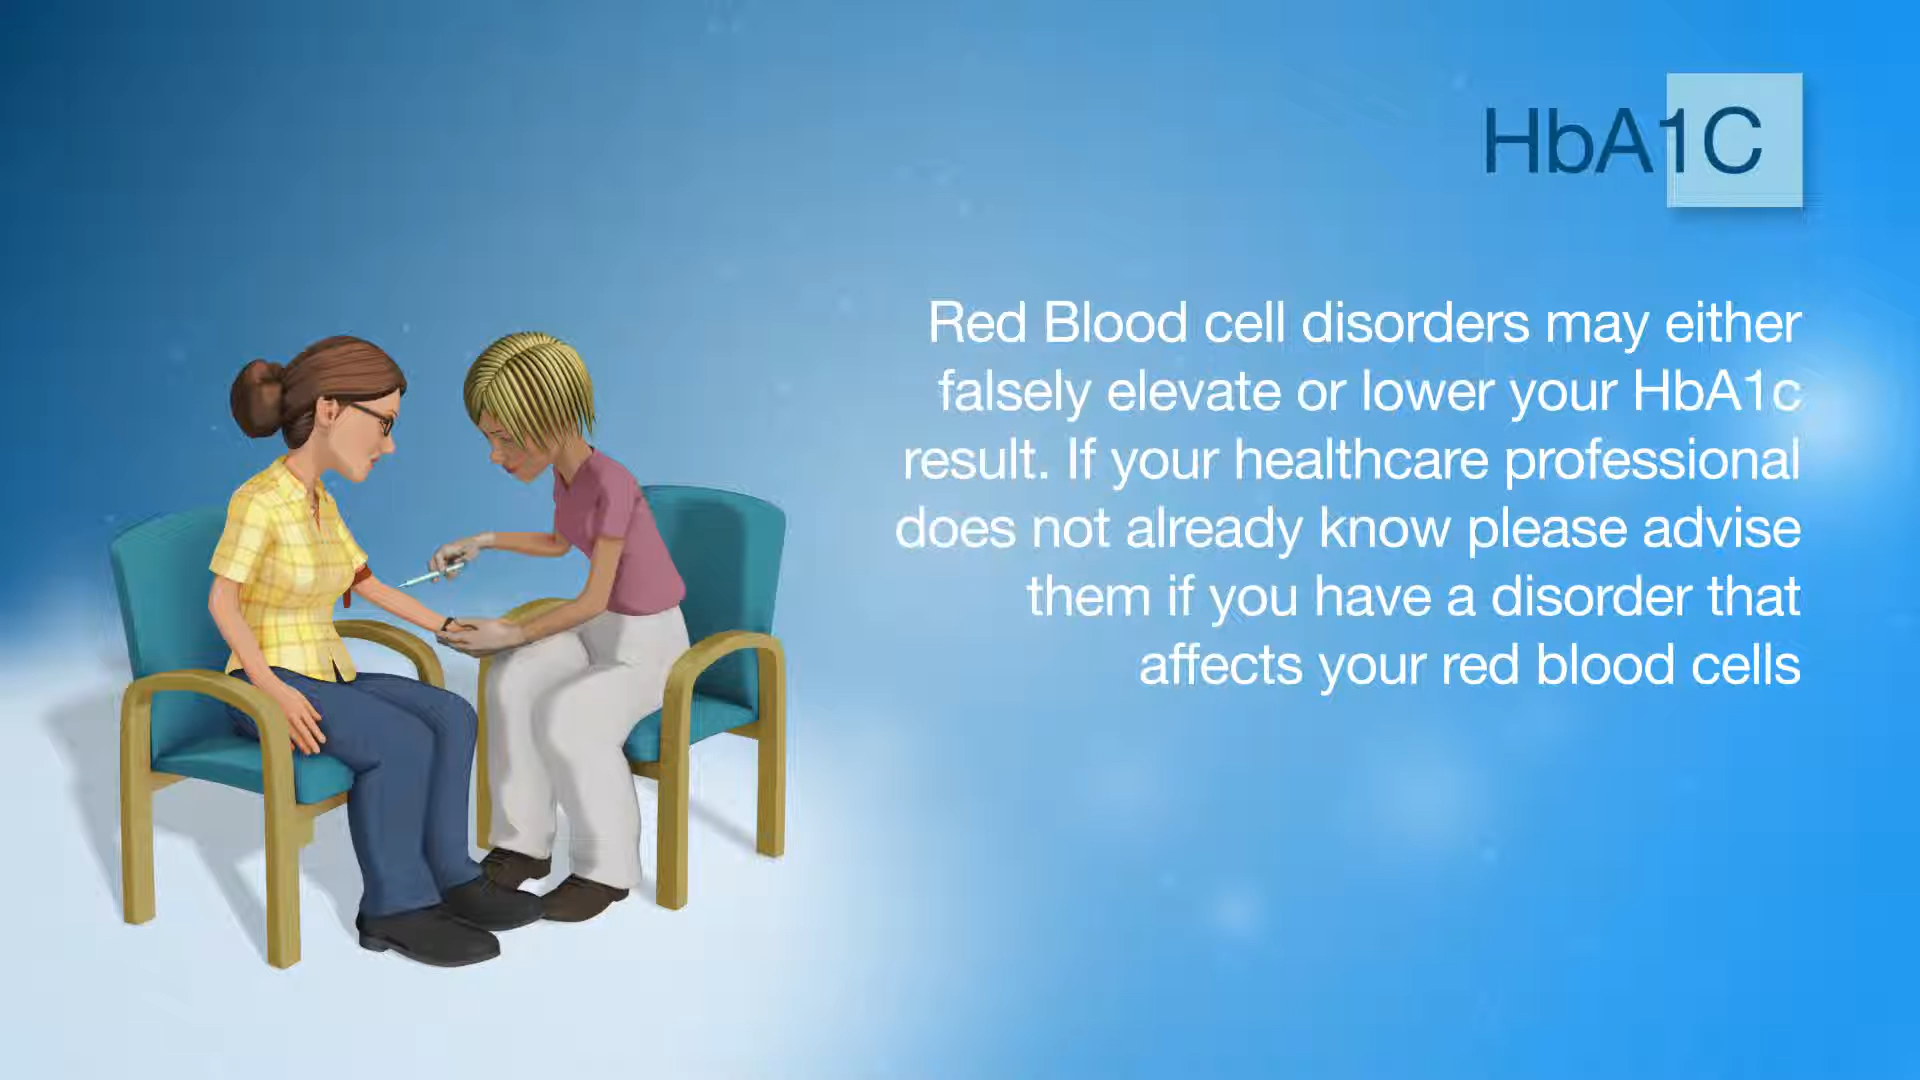 HbA1C
Red Blood cell disorders may either
falsely elevate or lower your HbA1c
result. If your healthcare professional
does not already know please advise
them if you have a disorder that
affects your red blood cells